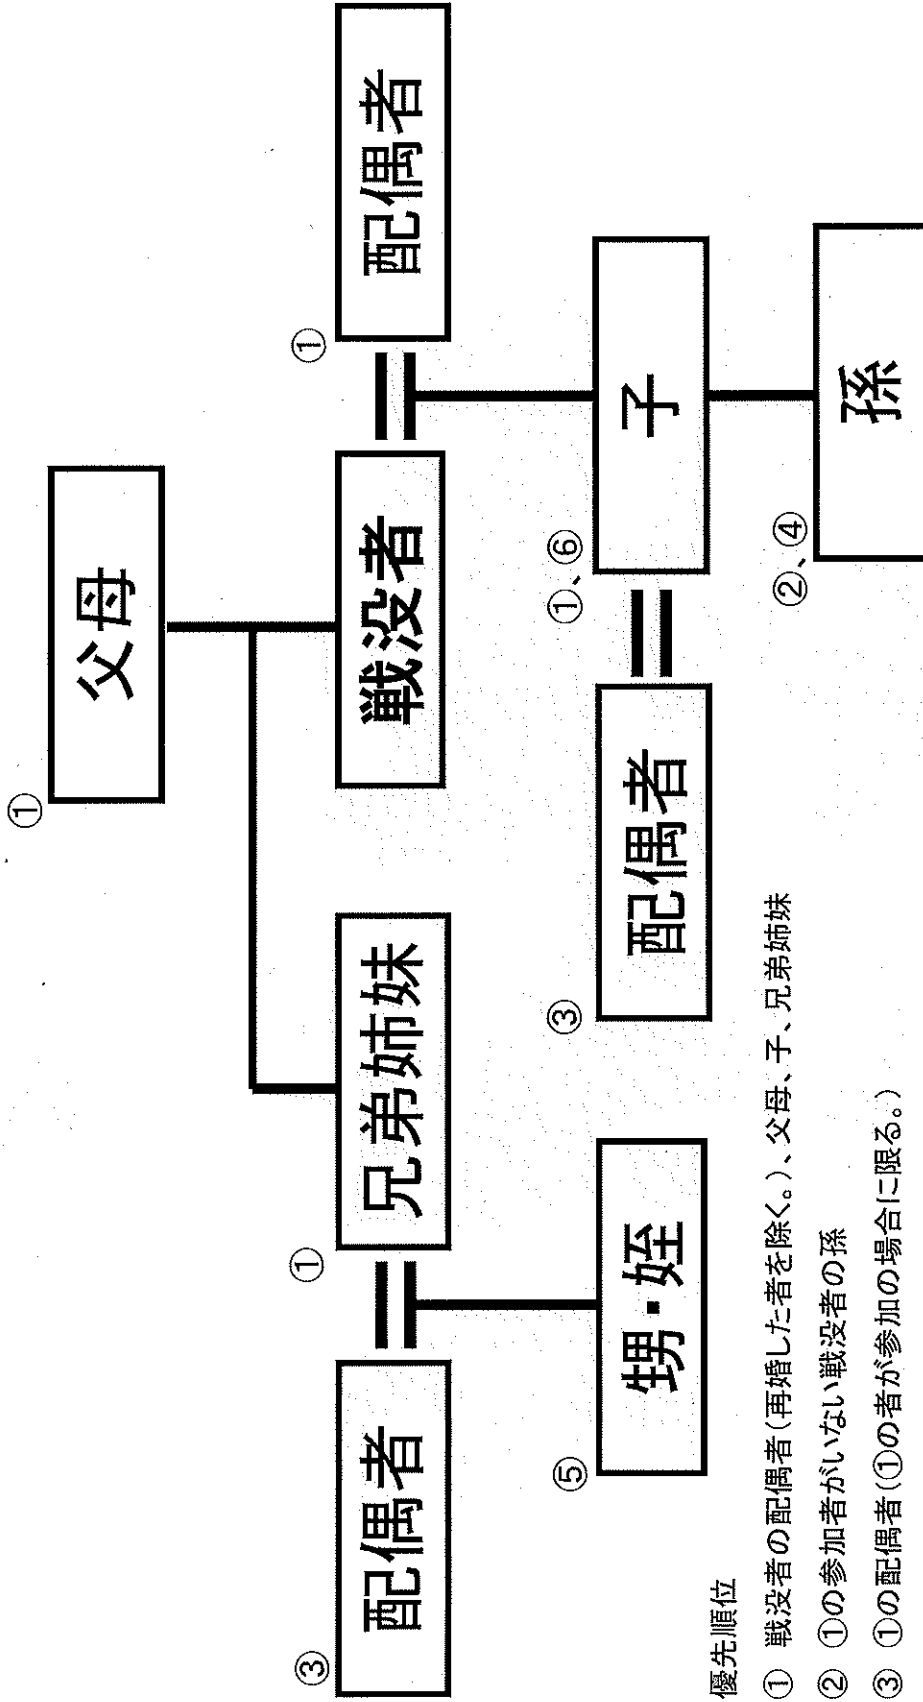 ①
父母
③
配偶者
①
兄弟姉妹
戦没者
①
配偶者
⑤
甥・姪
③
配偶者
①、⑥
子
②、④
孫
優先順位
① 戦没者の配偶者(再婚した者を除く。)、父母、子、兄弟姉妹
② ①の参加者がいない戦没者の孫
③ ①の配偶者(①の者が参加の場合に限る。)